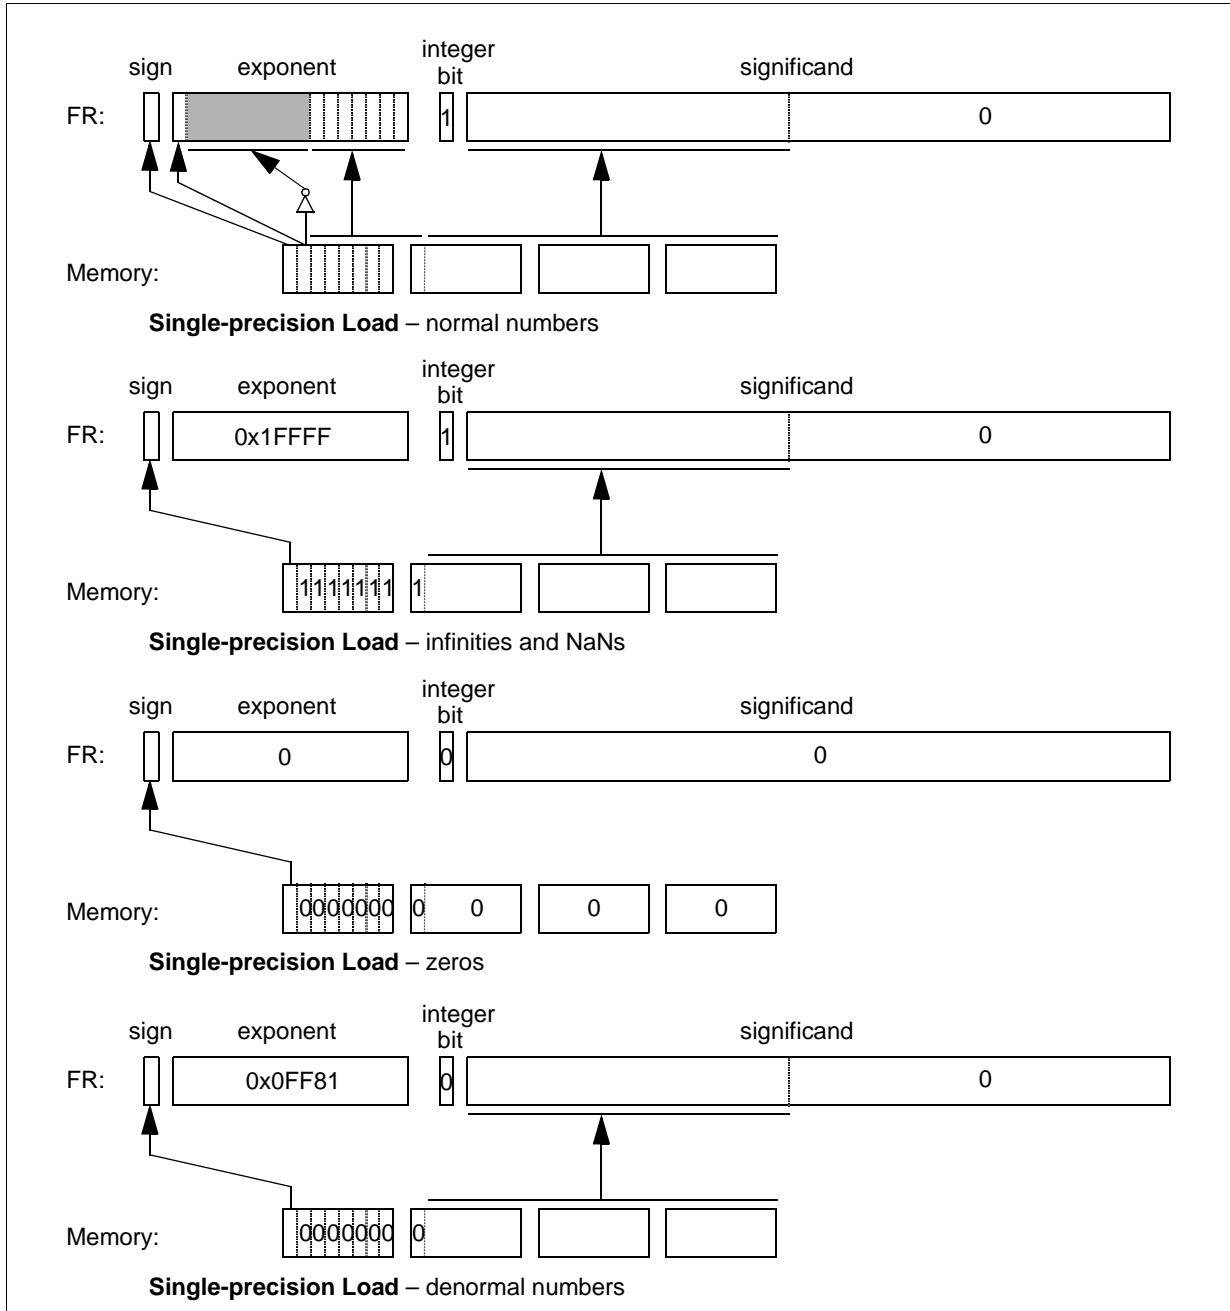 sign exponent integer bit significand
FR: 1 0
Memory:
Single-precision Load – normal numbers
sign exponent integer bit significand
FR: 0x1FFFF 1 0
Memory: 1111111 1
Single-precision Load – infinities and NaNs
sign exponent integer bit significand
FR: 0 0 0
Memory: 0000000 0 0 0 0
Single-precision Load – zeros
sign exponent integer bit significand
FR: 0x0FF81 0 0
Memory: 0000000 0
Single-precision Load – denormal numbers